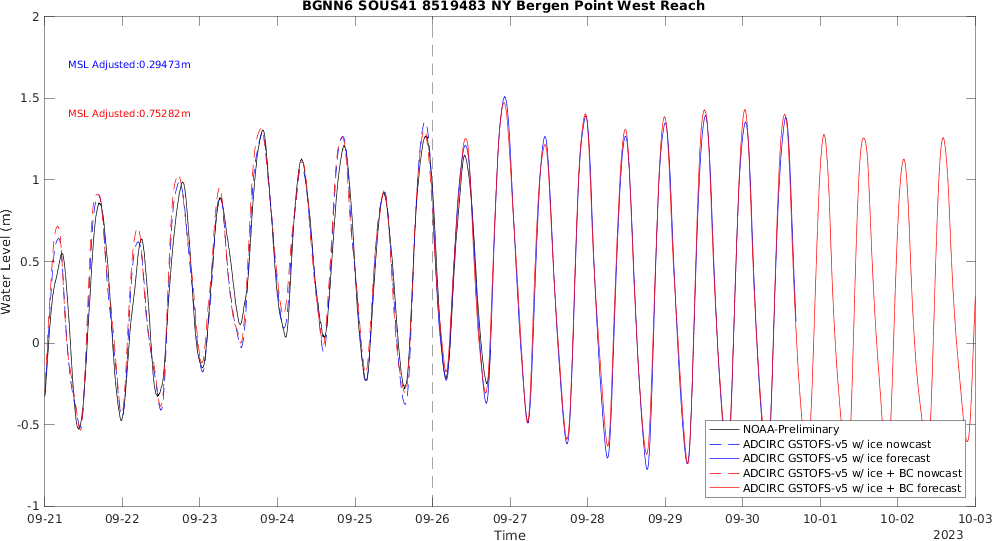 BGNN6 SOUS41 8519483 NY Bergen Point West Reach
2
1.5
1
0.5
0
-0.5
-1
Water Level (m)
MSL Adjusted:0.29473m
MSL Adjusted:0.75282m
NOAA-Preliminary
ADCIRC GSTOFS-v5 w/ ice nowcast
ADCIRC GSTOFS-v5 w/ ice forecast
ADCIRC GSTOFS-v5 w/ ice + BC nowcast
ADCIRC GSTOFS-v5 w/ ice + BC forecast
09-21 09-22 09-23 09-24 09-25 09-26 09-27 09-28 09-29 09-30 10-01 10-02 10-03
Time
2023